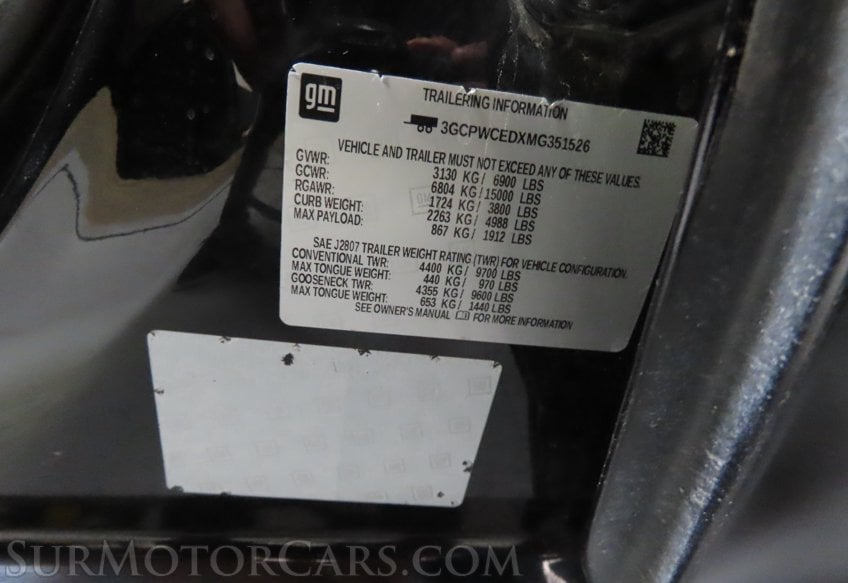 gm
TRAILERING INFORMATION
3GCPWCEDXMG351526
VEHICLE AND TRAILER MUST NOT EXCEED ANY OF THESE VALUES.
GVWR: 3130 KG / 6900 LBS
GCWR: 6804 KG / 15000 LBS
RGAWR: 1724 KG / 3800 LBS
CURB WEIGHT: 2263 KG / 4988 LBS
MAX PAYLOAD: 867 KG / 1912 LBS
SAE J2807 TRAILER WEIGHT RATING (TWR) FOR VEHICLE CONFIGURATION.
CONVENTIONAL TWR: 4400 KG / 9700 LBS
MAX TONGUE WEIGHT: 440 KG / 970 LBS
GOOSENECK TWR: 4355 KG / 9600 LBS
MAX TONGUE WEIGHT: 653 KG / 1440 LBS
SEE OWNER'S MANUAL FOR MORE INFORMATION
SURMOTORCARS.COM